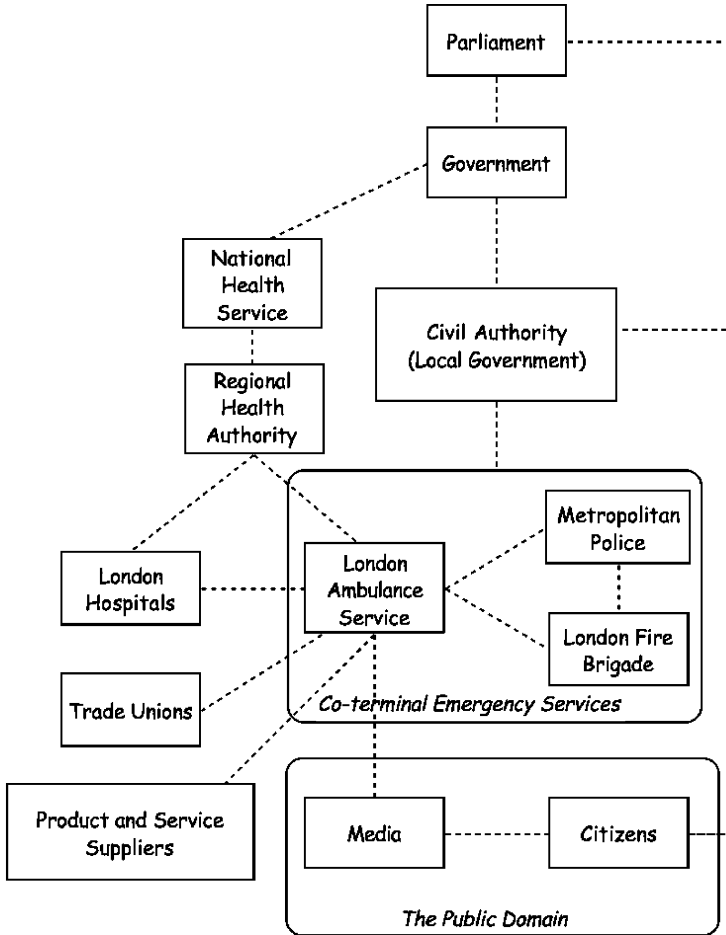 Parliament
Government
National
Health
Service
Civil Authority
(Local Government)
Regional
Health
Authority
Metropolitan
Police
London
Hospitals
London
Ambulance
Service
London Fire
Brigade
Trade Unions
Co-terminal Emergency Services
Product and Service
Suppliers
Media
Citizens
The Public Domain